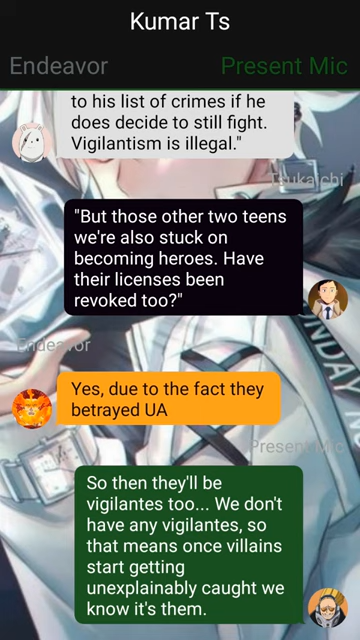 Kumar Ts
Endeavor
Present Mic
to his list of crimes if he
does decide to still fight.
Vigilantism is illegal."
Tsukauchi
"But those other two teens
we're also stuck on
becoming heroes. Have
their licenses been
revoked too?"
Endeavor
Yes, due to the fact they
betrayed UA
Present Mic
So then they'll be
vigilantes too... We don't
have any vigilantes, so
that means once villains
start getting
unexplainably caught we
know it's them.